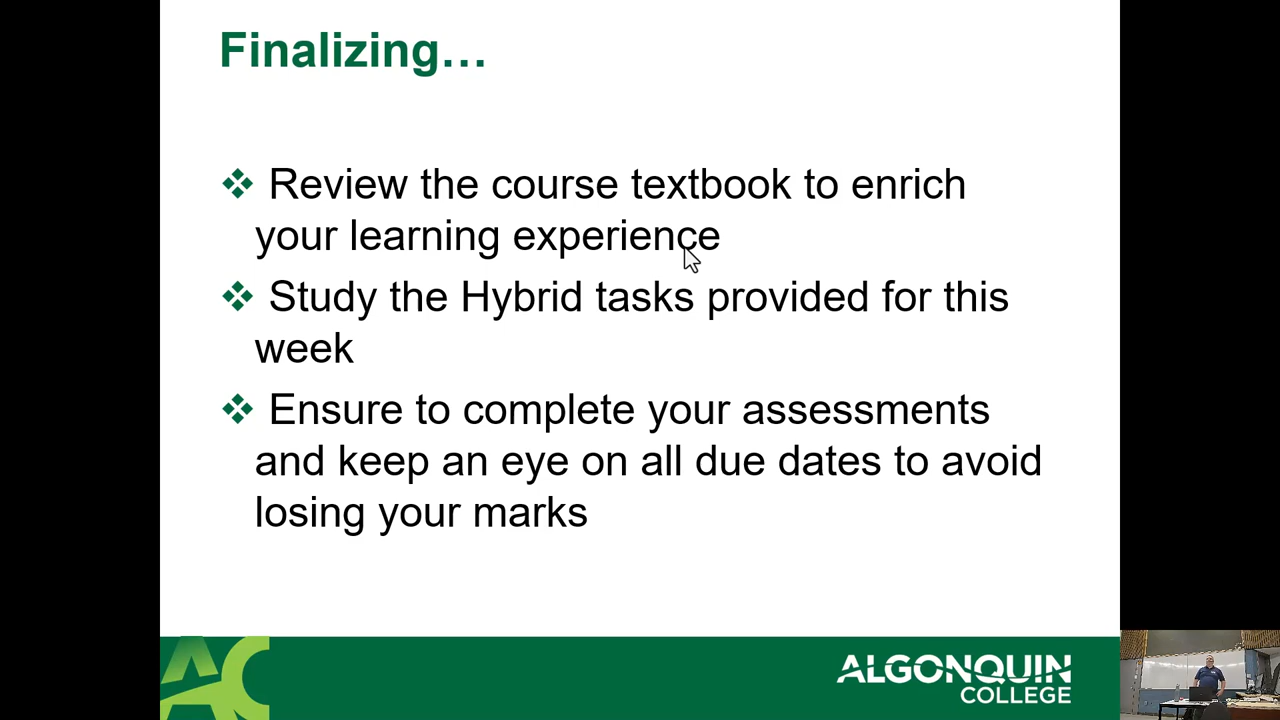 Finalizing…
❖ Review the course textbook to enrich
your learning experience
❖ Study the Hybrid tasks provided for this
week
❖ Ensure to complete your assessments
and keep an eye on all due dates to avoid
losing your marks
AC
ALGONQUIN
COLLEGE